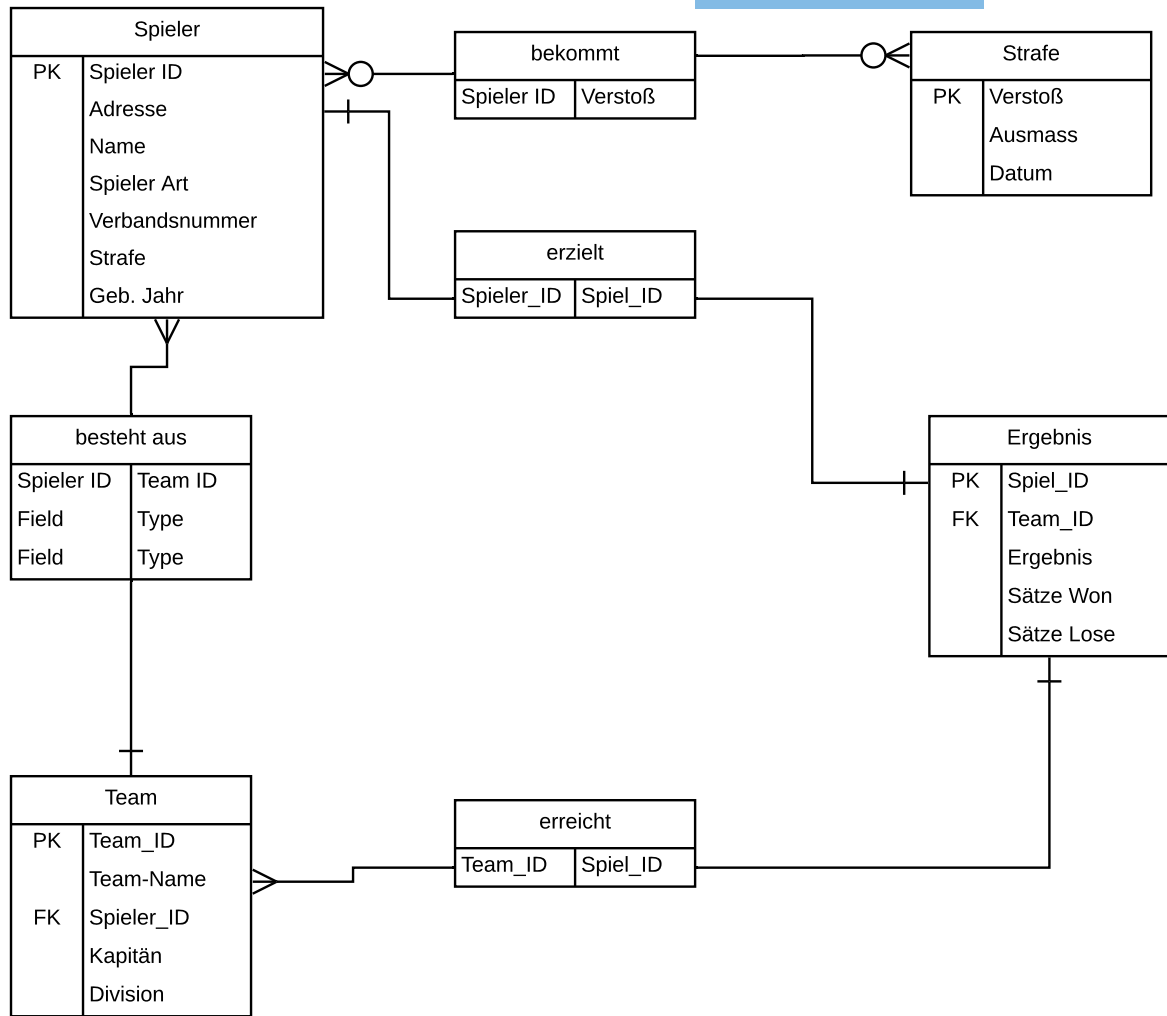 Spieler
PK Spieler ID
Adresse
Name
Spieler Art
Verbandsnummer
Strafe
Geb. Jahr
bekommt
Spieler ID Verstoß
Strafe
PK Verstoß
Ausmass
Datum
erzielt
Spieler_ID Spiel_ID
besteht aus
Spieler ID Team ID
Field Type
Field Type
Ergebnis
PK Spiel_ID
FK Team_ID
Ergebnis
Sätze Won
Sätze Lose
Team
PK Team_ID
Team-Name
FK Spieler_ID
Kapitän
Division
erreicht
Team_ID Spiel_ID